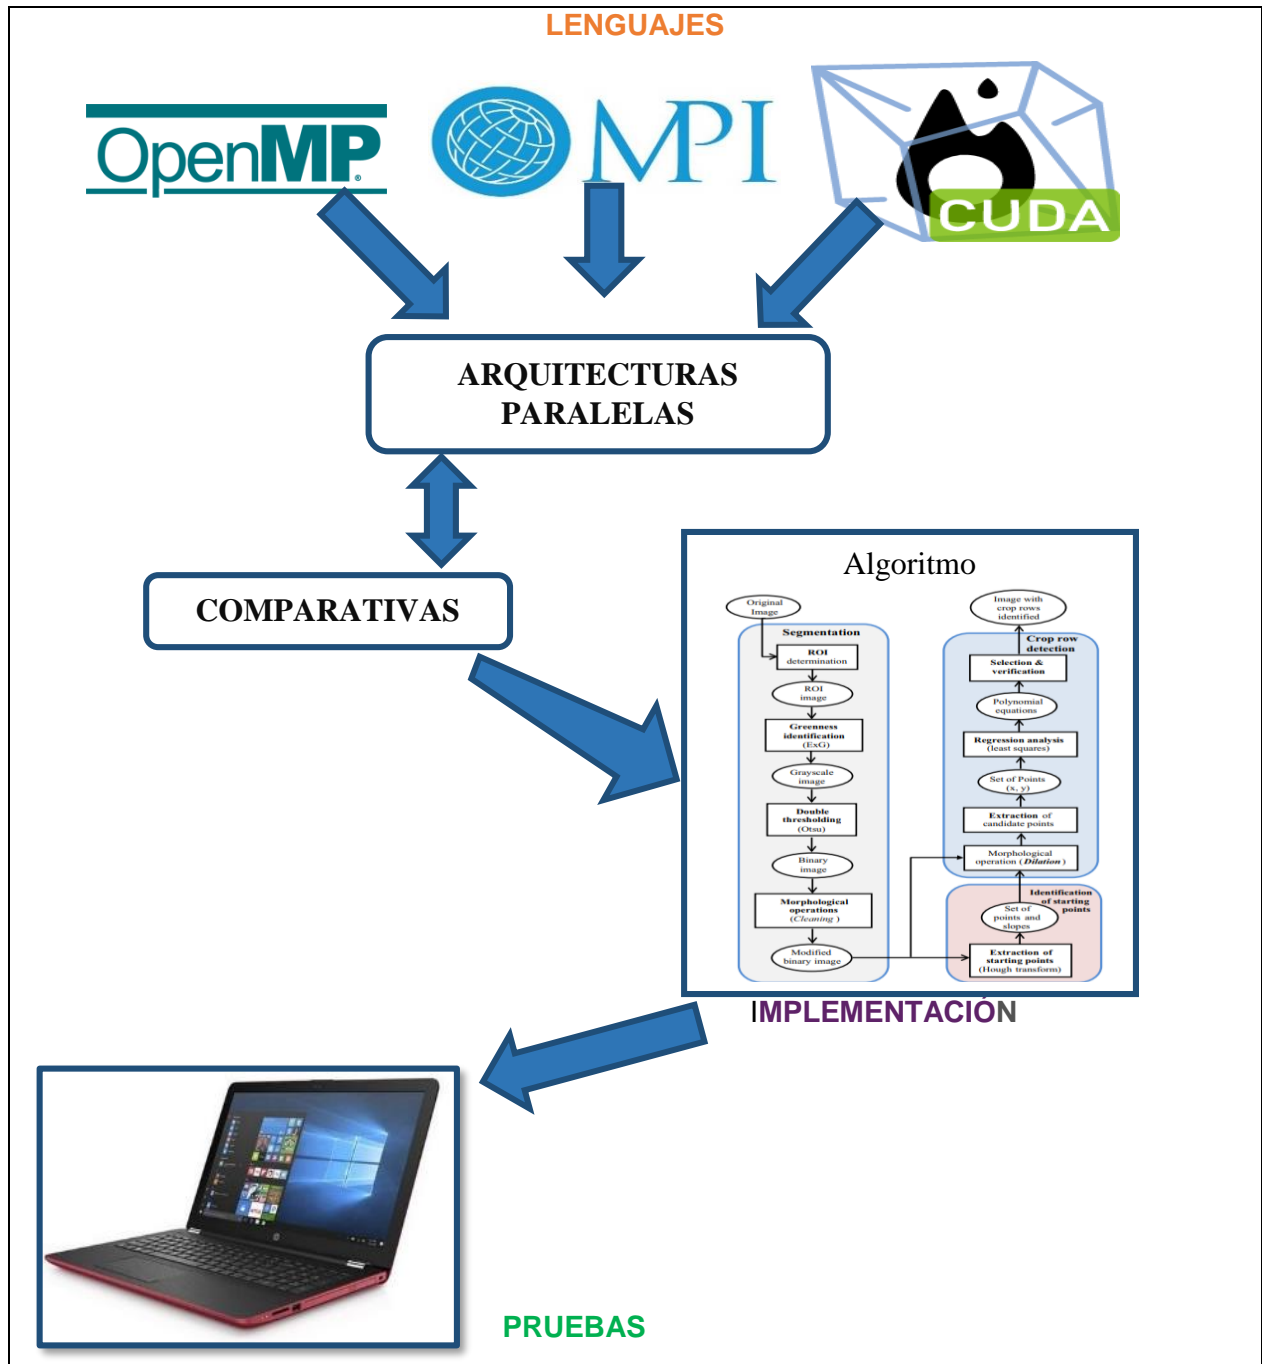 LENGUAJES
OpenMP
MPI
CUDA
ARQUITECTURAS
PARALELAS
COMPARATIVAS
Algoritmo
Original
Image
Segmentation
ROI
determination
ROI
image
Greenness
identification
(ExG)
Grayscale
image
Double
thresholding
(Otsu)
Binary
image
Morphological
operations
(Cleaning )
Modified
binary image
Image with
crop rows
identified
Crop row
detection
Selection &
verification
Polynomial
equations
Regression analysis
(least squares)
Set of Points
(x, y)
Extraction of
candidate points
Morphological
operation (Dilation )
Identification
of starting
points
Set of
points and
slopes
Extraction of
starting points
(Hough transform)
IMPLEMENTACIÓN
PRUEBAS